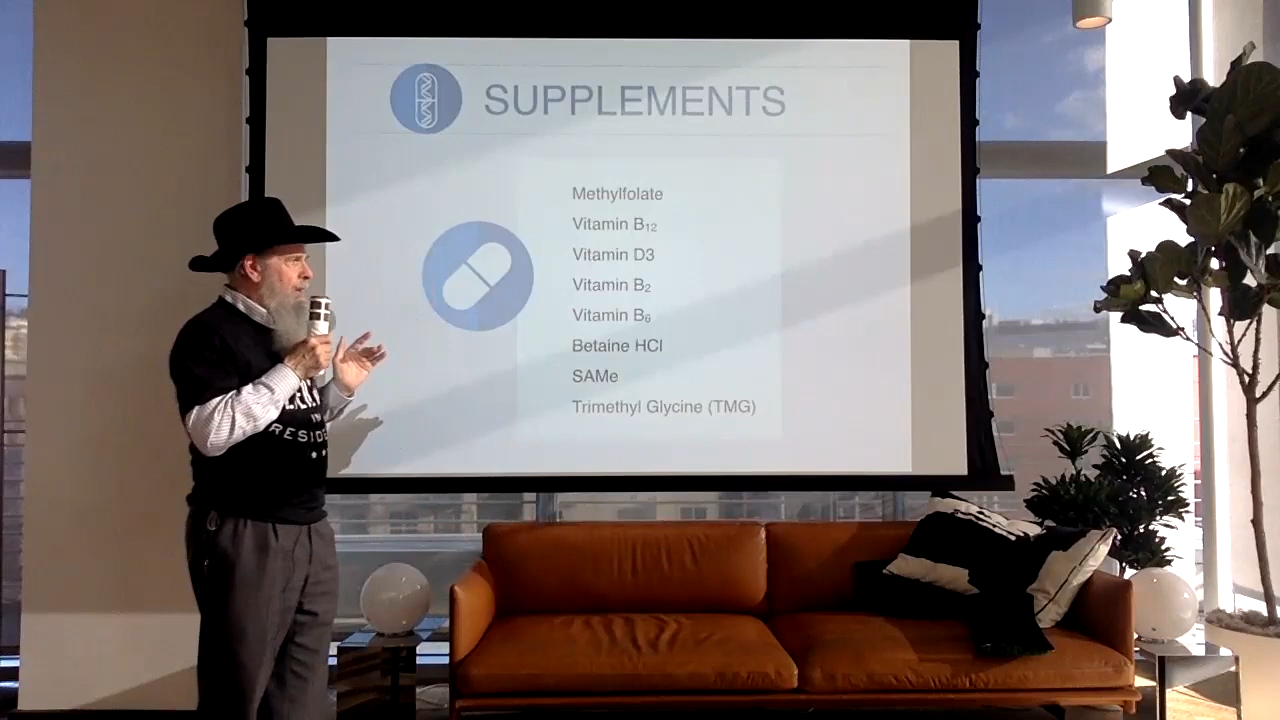 SUPPLEMENTS
Methylfolate
Vitamin B₁₂
Vitamin D3
Vitamin B₂
Vitamin B₆
Betaine HCl
SAMe
Trimethyl Glycine (TMG)